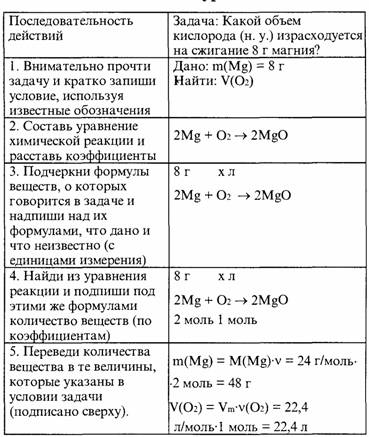 Последовательность
действий
Задача: Какой объем
кислорода (н. у.) израсходуется
на сжигание 8 г магния?
1. Внимательно прочти
задачу и кратко запиши
условие, используя
известные обозначения
Дано: m(Mg) = 8 г
Найти: V(O₂)
2. Составь уравнение
химической реакции и
расставь коэффициенты
2Mg + O₂ → 2MgO
3. Подчеркни формулы
веществ, о которых
говорится в задаче и
надпиши над их
формулами, что дано и
что неизвестно (с
единицами измерения)
8 г х л
2Mg + O₂ → 2MgO
4. Найди из уравнения
реакции и подпиши под
этими же формулами
количество веществ (по
коэффициентам)
8 г х л
2Mg + O₂ → 2MgO
2 моль 1 моль
5. Переведи количества
вещества в те величины,
которые указаны в
условии задачи
(подписано сверху).
m(Mg) = M(Mg)·ν = 24 г/моль·
·2 моль = 48 г
V(O₂) = Vₘ·ν(O₂) = 22,4
л/моль·1 моль = 22,4 л